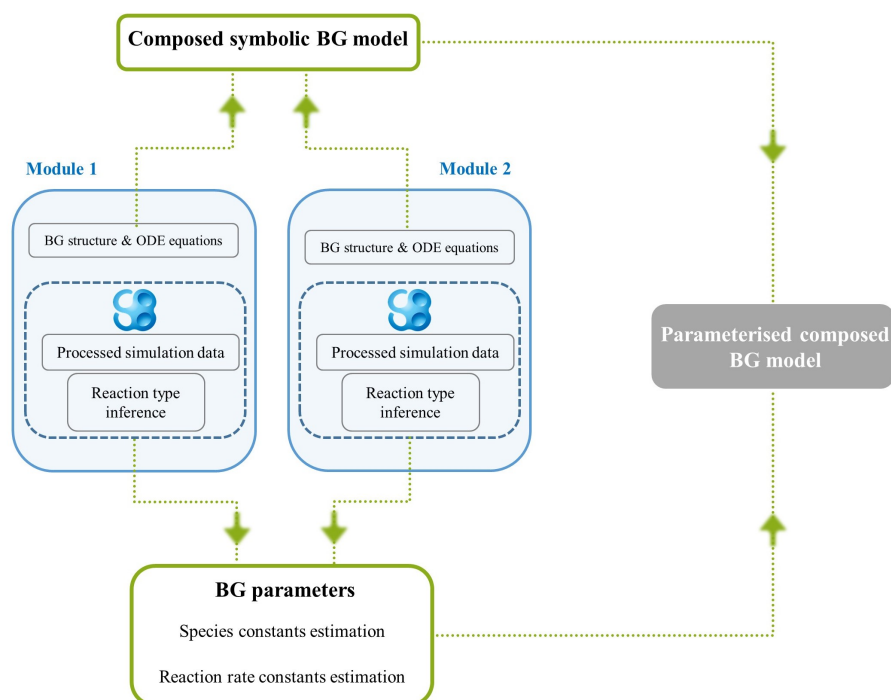 Composed symbolic BG model
Module 1
Module 2
BG structure & ODE equations
BG structure & ODE equations
Processed simulation data
Processed simulation data
Reaction type
inference
Reaction type
inference
Parameterised composed
BG model
BG parameters
Species constants estimation
Reaction rate constants estimation